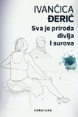 IVANČICA
ĐERIĆ
Sva je priroda
divlja
i surova